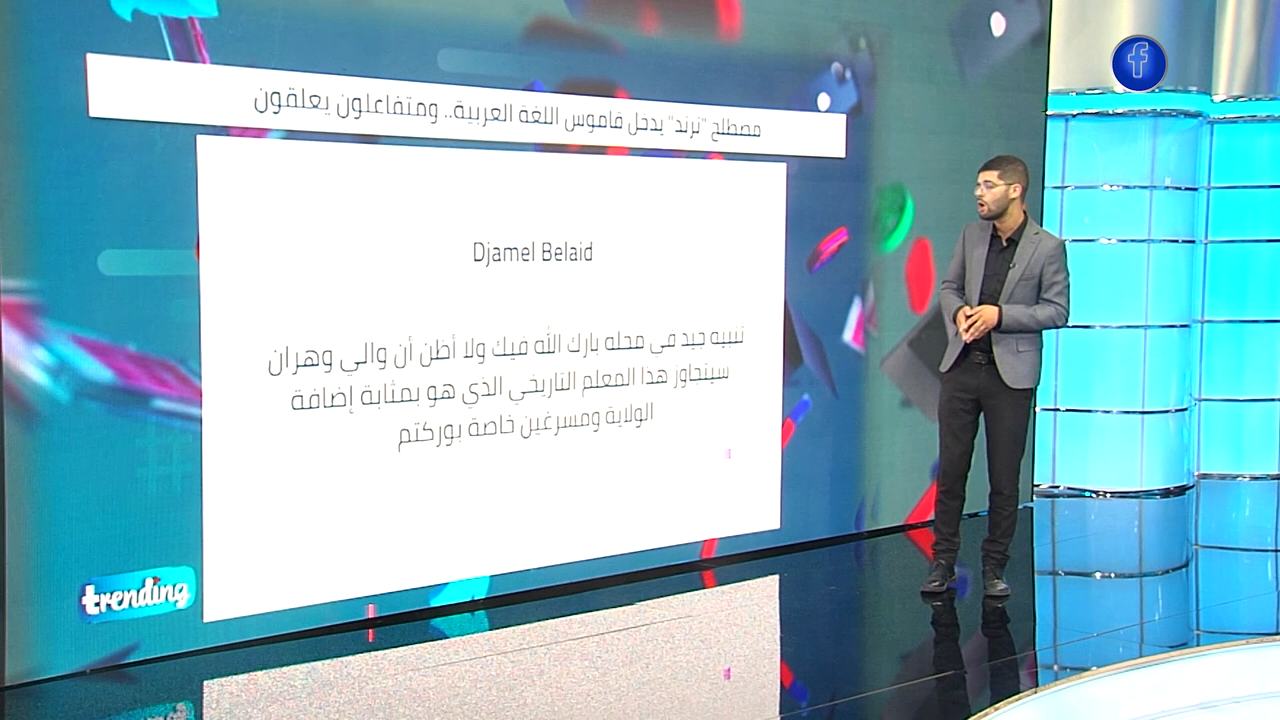 مصطلح "ترند" يدخل قاموس اللغة العربية.. ومتفاعلون يعلقون
Djamel Belaid
تنبيه جيد في محله بارك الله فيك ولا أظن أن والي وهران
سيتجاوز هذا المعلم التاريخي الذي هو بمثابة إضافة
الولاية ومسرغين خاصة بوركتم
trending
f